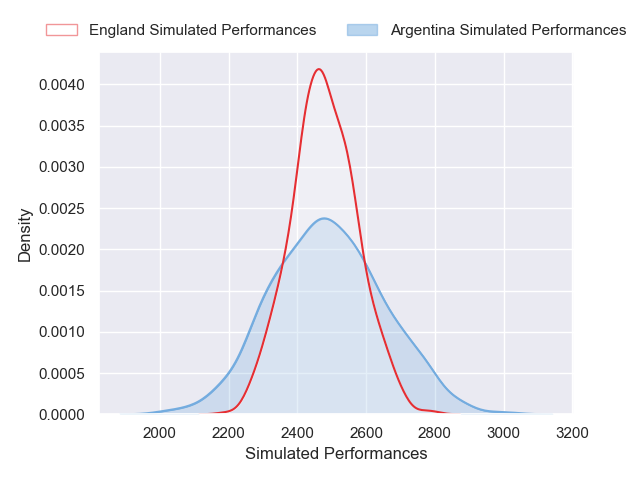 England Simulated Performances
Argentina Simulated Performances
0.0040
0.0035
0.0030
0.0025
0.0020
0.0015
0.0010
0.0005
0.0000
Density
2000 2200 2400 2600 2800 3000 3200
Simulated Performances